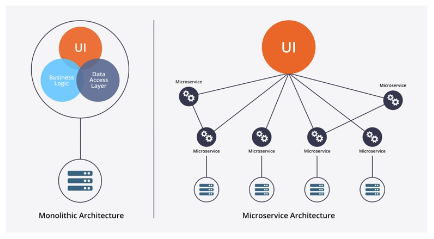 UI
Business
Logic
Data
Access
Layer
Monolithic Architecture
UI
Microservice
Microservice
Microservice
Microservice
Microservice
Microservice
Microservice Architecture